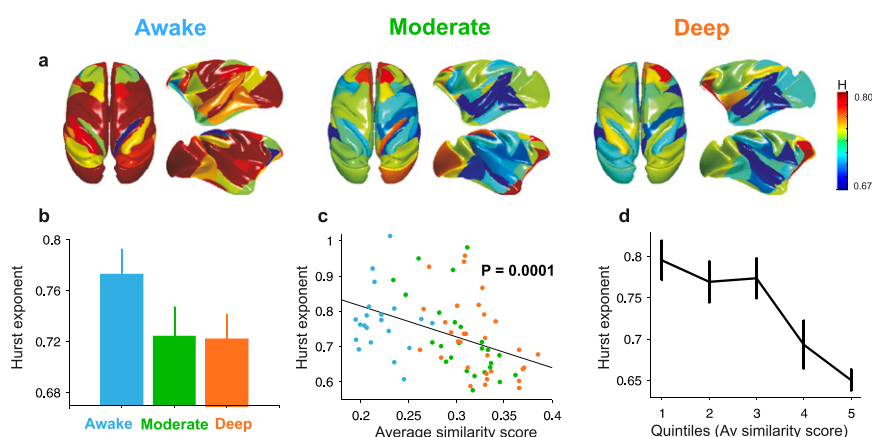 Awake Moderate Deep
a
H
0.80
0.67
b c d
0.8
0.76
0.72
0.68
Hurst exponent
Awake Moderate Deep
1
0.9
0.8
0.7
0.6
Hurst exponent
P = 0.0001
0.2 0.25 0.3 0.35 0.4
Average similarity score
0.8
0.75
0.7
0.65
Hurst exponent
1 2 3 4 5
Quintiles (Av similarity score)